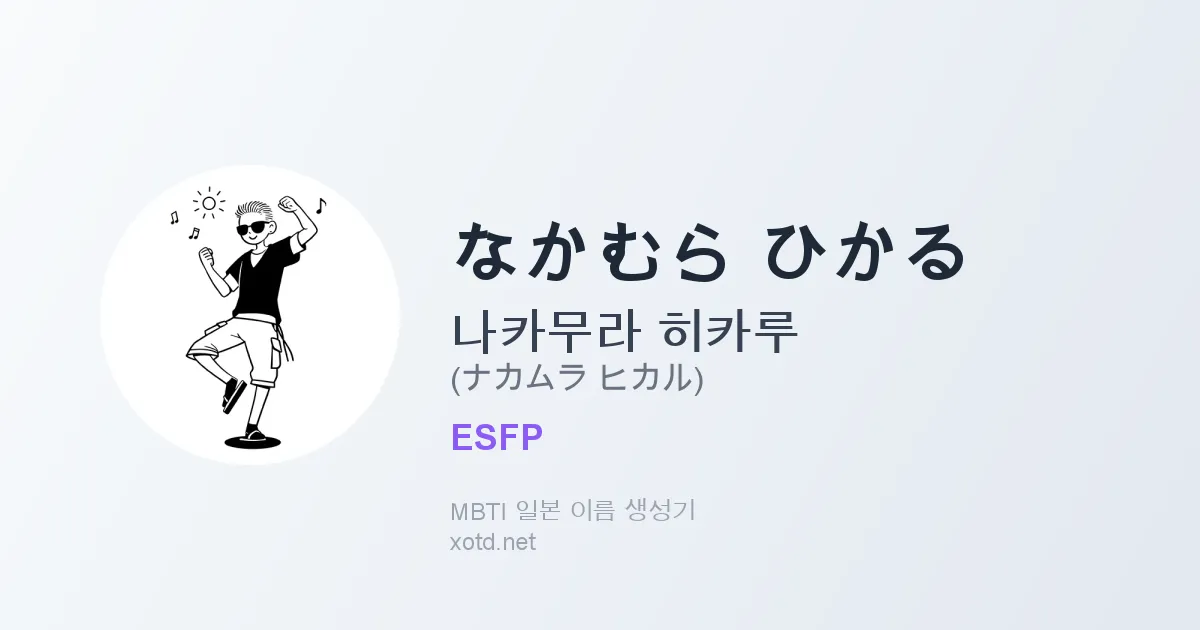 なかむら ひかる
나카무라 히카루
(ナカムラ ヒカル)
ESFP
MBTI 일본 이름 생성기
xotd.net